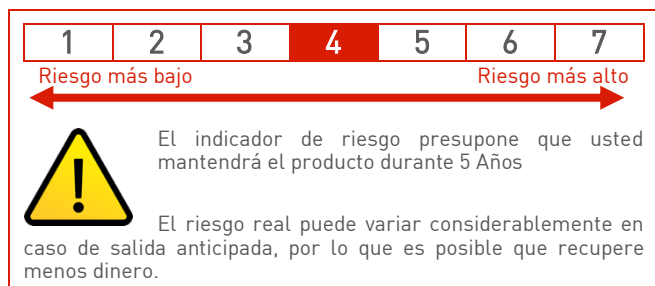 1 2 3 4 5 6 7
Riesgo más bajo Riesgo más alto
El indicador de riesgo presupone que usted
mantendrá el producto durante 5 Años
El riesgo real puede variar considerablemente en
caso de salida anticipada, por lo que es posible que recupere
menos dinero.